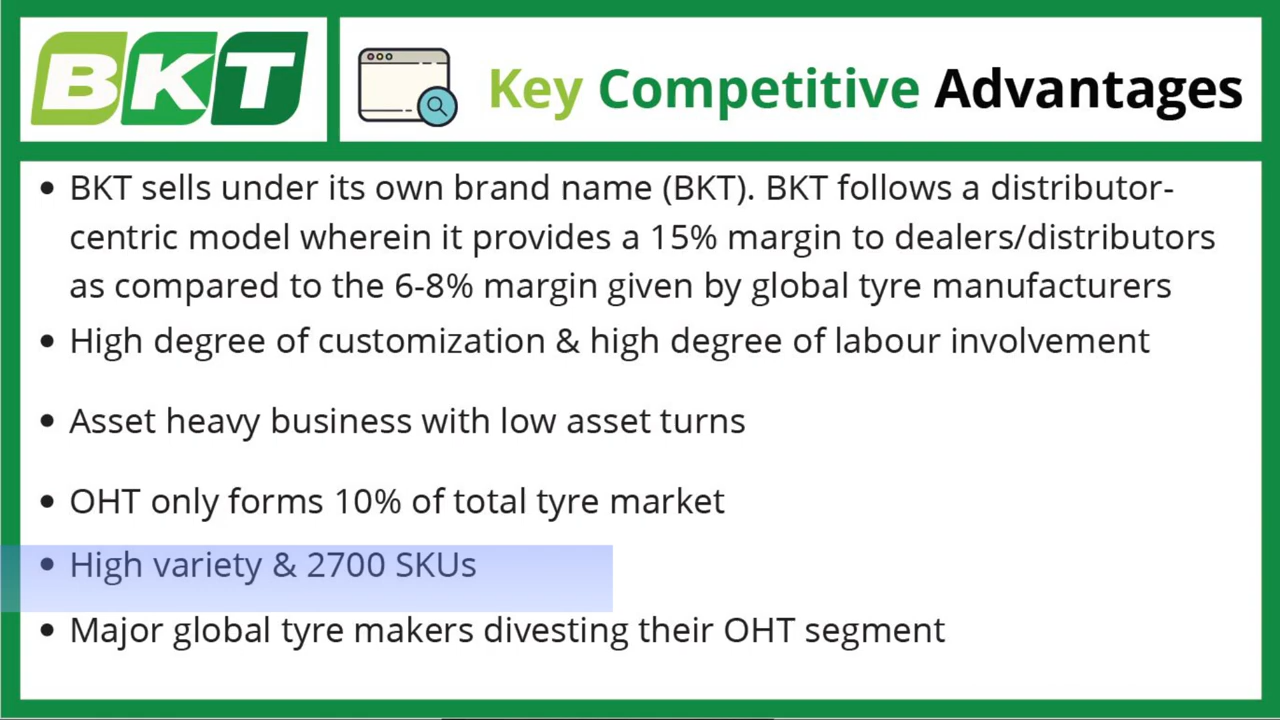 BKT
Key Competitive Advantages
• BKT sells under its own brand name (BKT). BKT follows a distributor-
centric model wherein it provides a 15% margin to dealers/distributors
as compared to the 6-8% margin given by global tyre manufacturers
• High degree of customization & high degree of labour involvement
• Asset heavy business with low asset turns
• OHT only forms 10% of total tyre market
• High variety & 2700 SKUs
• Major global tyre makers divesting their OHT segment